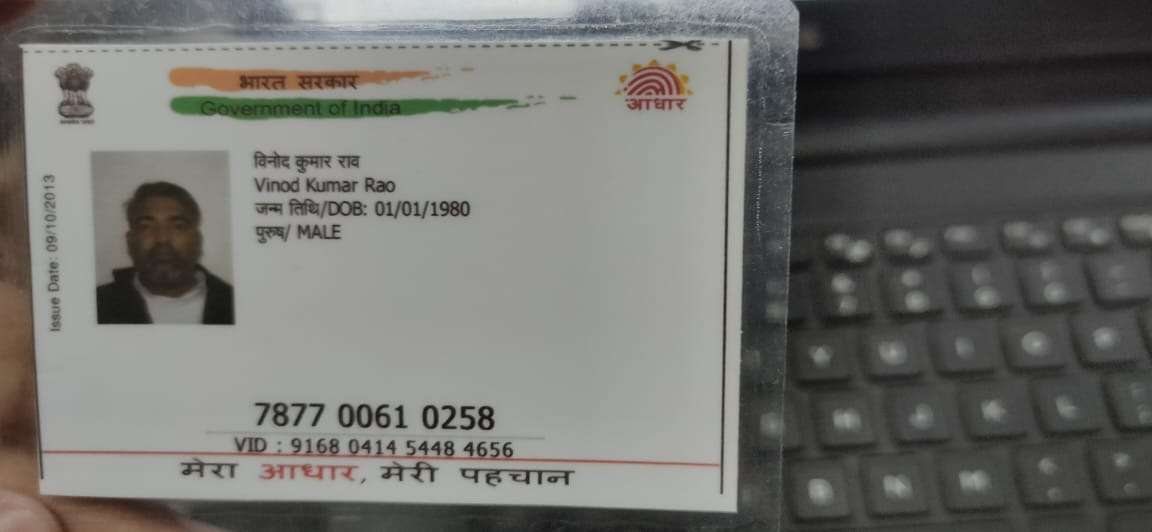 भारत सरकार
Government of India
आधार
Issue Date: 09/10/2013
विनोद कुमार राव
Vinod Kumar Rao
जन्म तिथि/DOB: 01/01/1980
पुरुष/ MALE
7877 0061 0258
VID : 9168 0414 5448 4656
मेरा आधार, मेरी पहचान